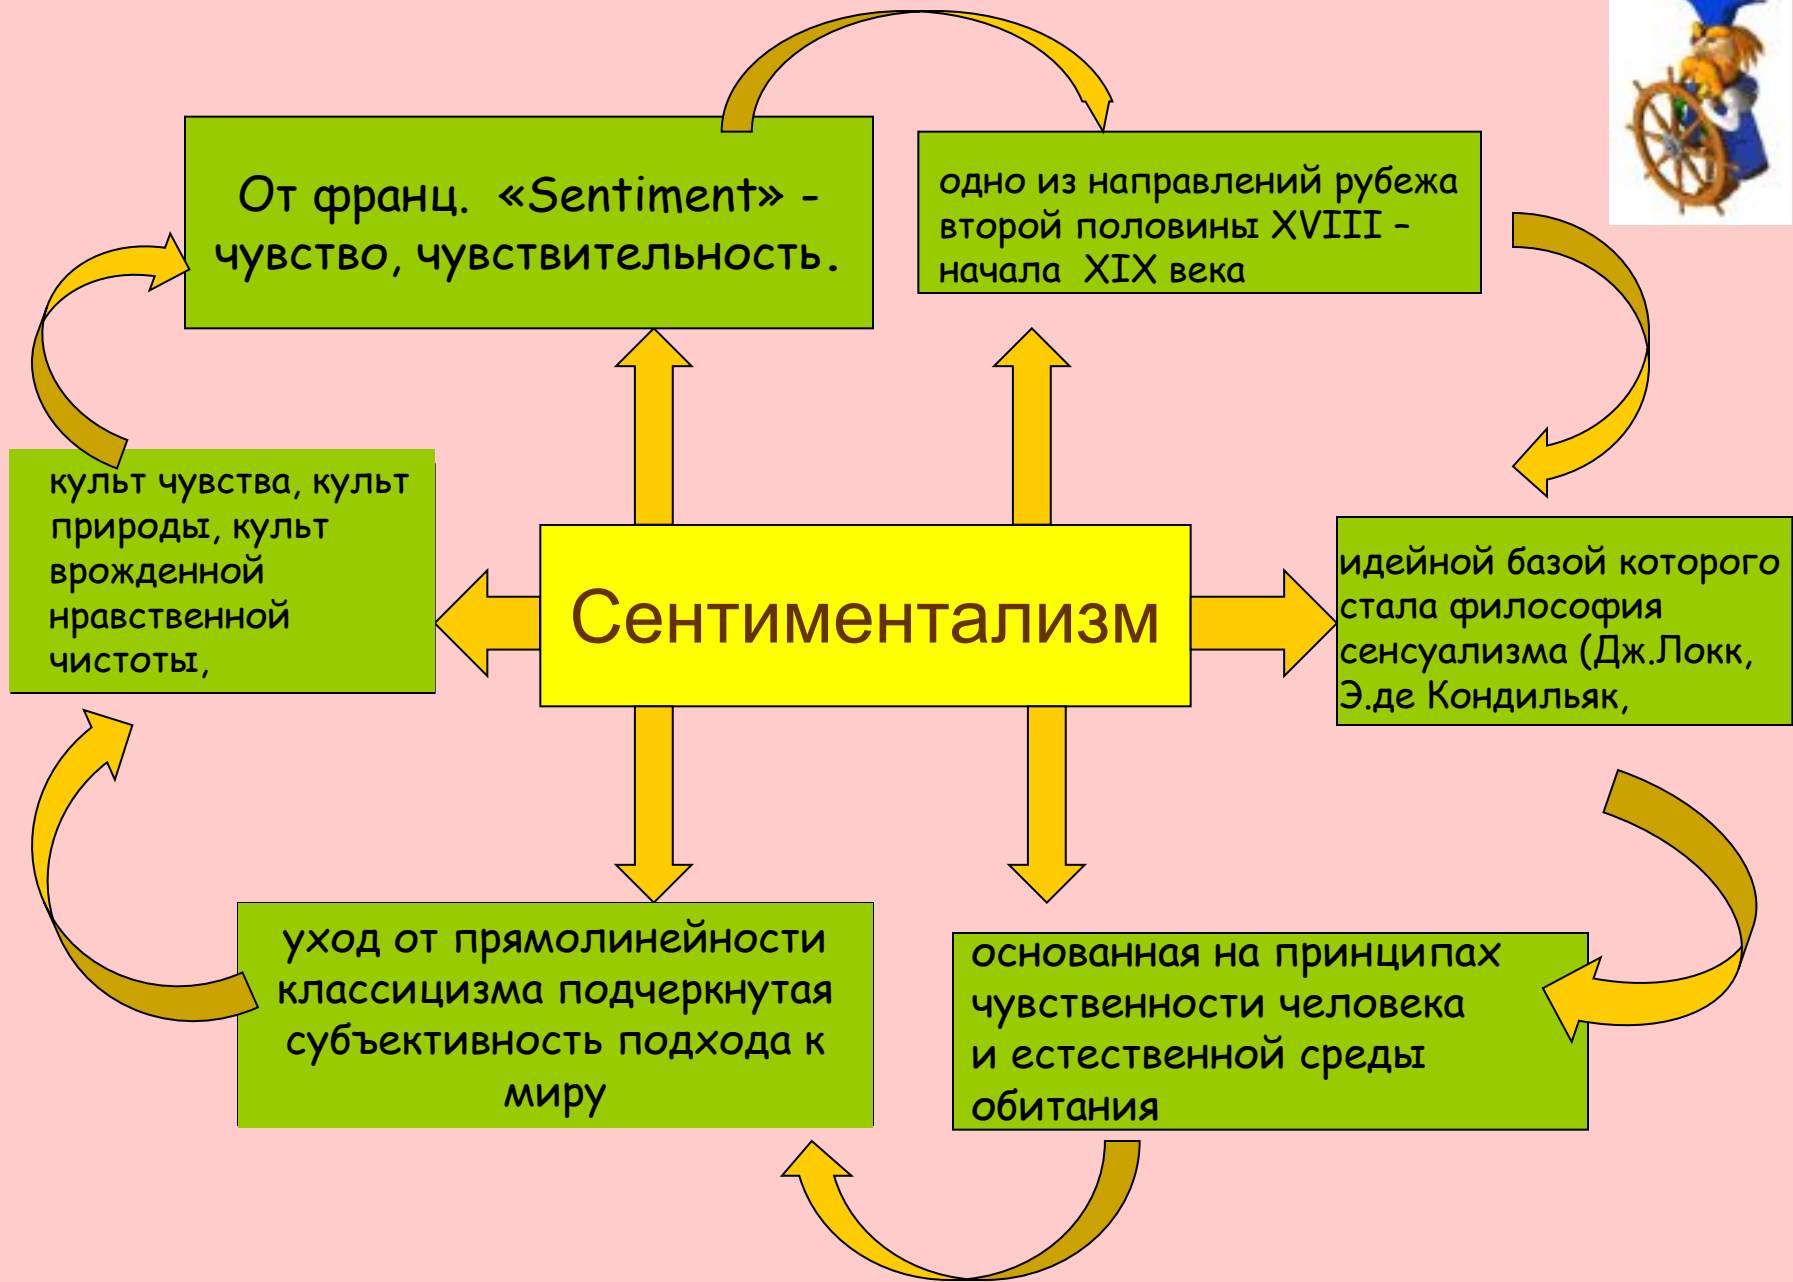 От франц. «Sentiment» -
чувство, чувствительность.
одно из направлений рубежа
второй половины XVIII –
начала XIX века
культ чувства, культ
природы, культ
врожденной
нравственной
чистоты,
Сентиментализм
идейной базой которого
стала философия
сенсуализма (Дж.Локк,
Э.де Кондильяк,
уход от прямолинейности
классицизма подчеркнутая
субъективность подхода к
миру
основанная на принципах
чувственности человека
и естественной среды
обитания